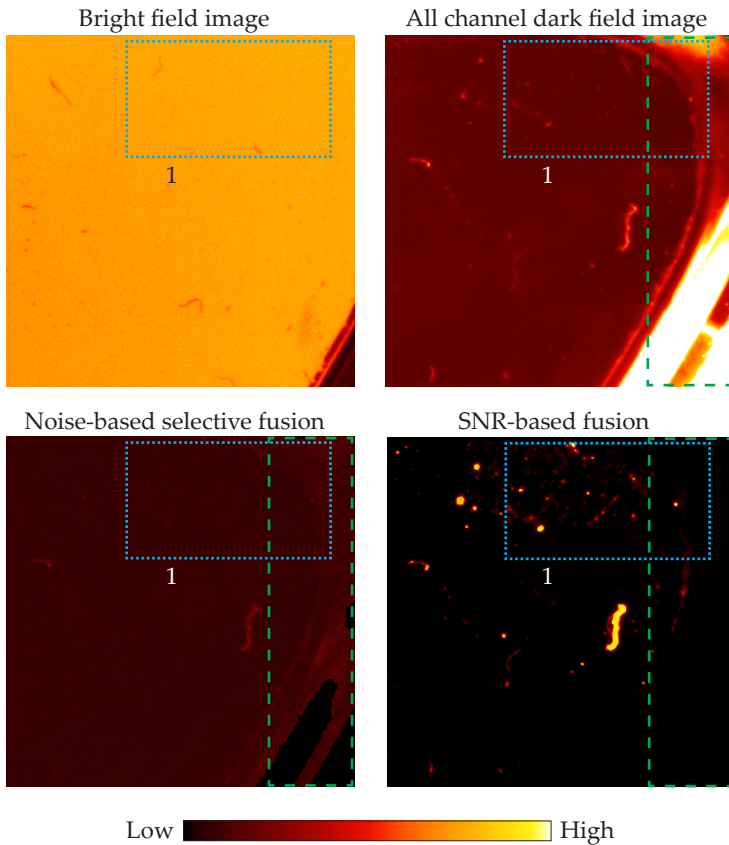 Bright field image
All channel dark field image
1
1
Noise-based selective fusion
SNR-based fusion
1
1
Low
High